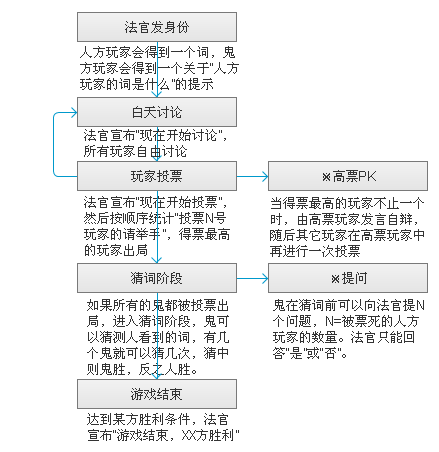 法官发身份
人方玩家会得到一个词，鬼
方玩家会得到一个关于"人方
玩家的词是什么"的提示
白天讨论
法官宣布"现在开始讨论"，
所有玩家自由讨论
玩家投票
※高票PK
法官宣布"现在开始投票"，
然后按顺序统计"投票N号
玩家的请举手"，得票最高
的玩家出局
当得票最高的玩家不止一个
时，由高票玩家发言自辩，
随后其它玩家在高票玩家中
再进行一次投票
猜词阶段
※提问
如果所有的鬼都被投票出
局，进入猜词阶段，鬼可
以猜测人看到的词，有几
个鬼就可以猜几次，猜中
则鬼胜，反之人胜。
鬼在猜词前可以向法官提N
个问题，N=被票死的人方
玩家的数量。法官只能回
答"是"或"否"。
游戏结束
达到某方胜利条件，法官
宣布"游戏结束，XX方胜利"